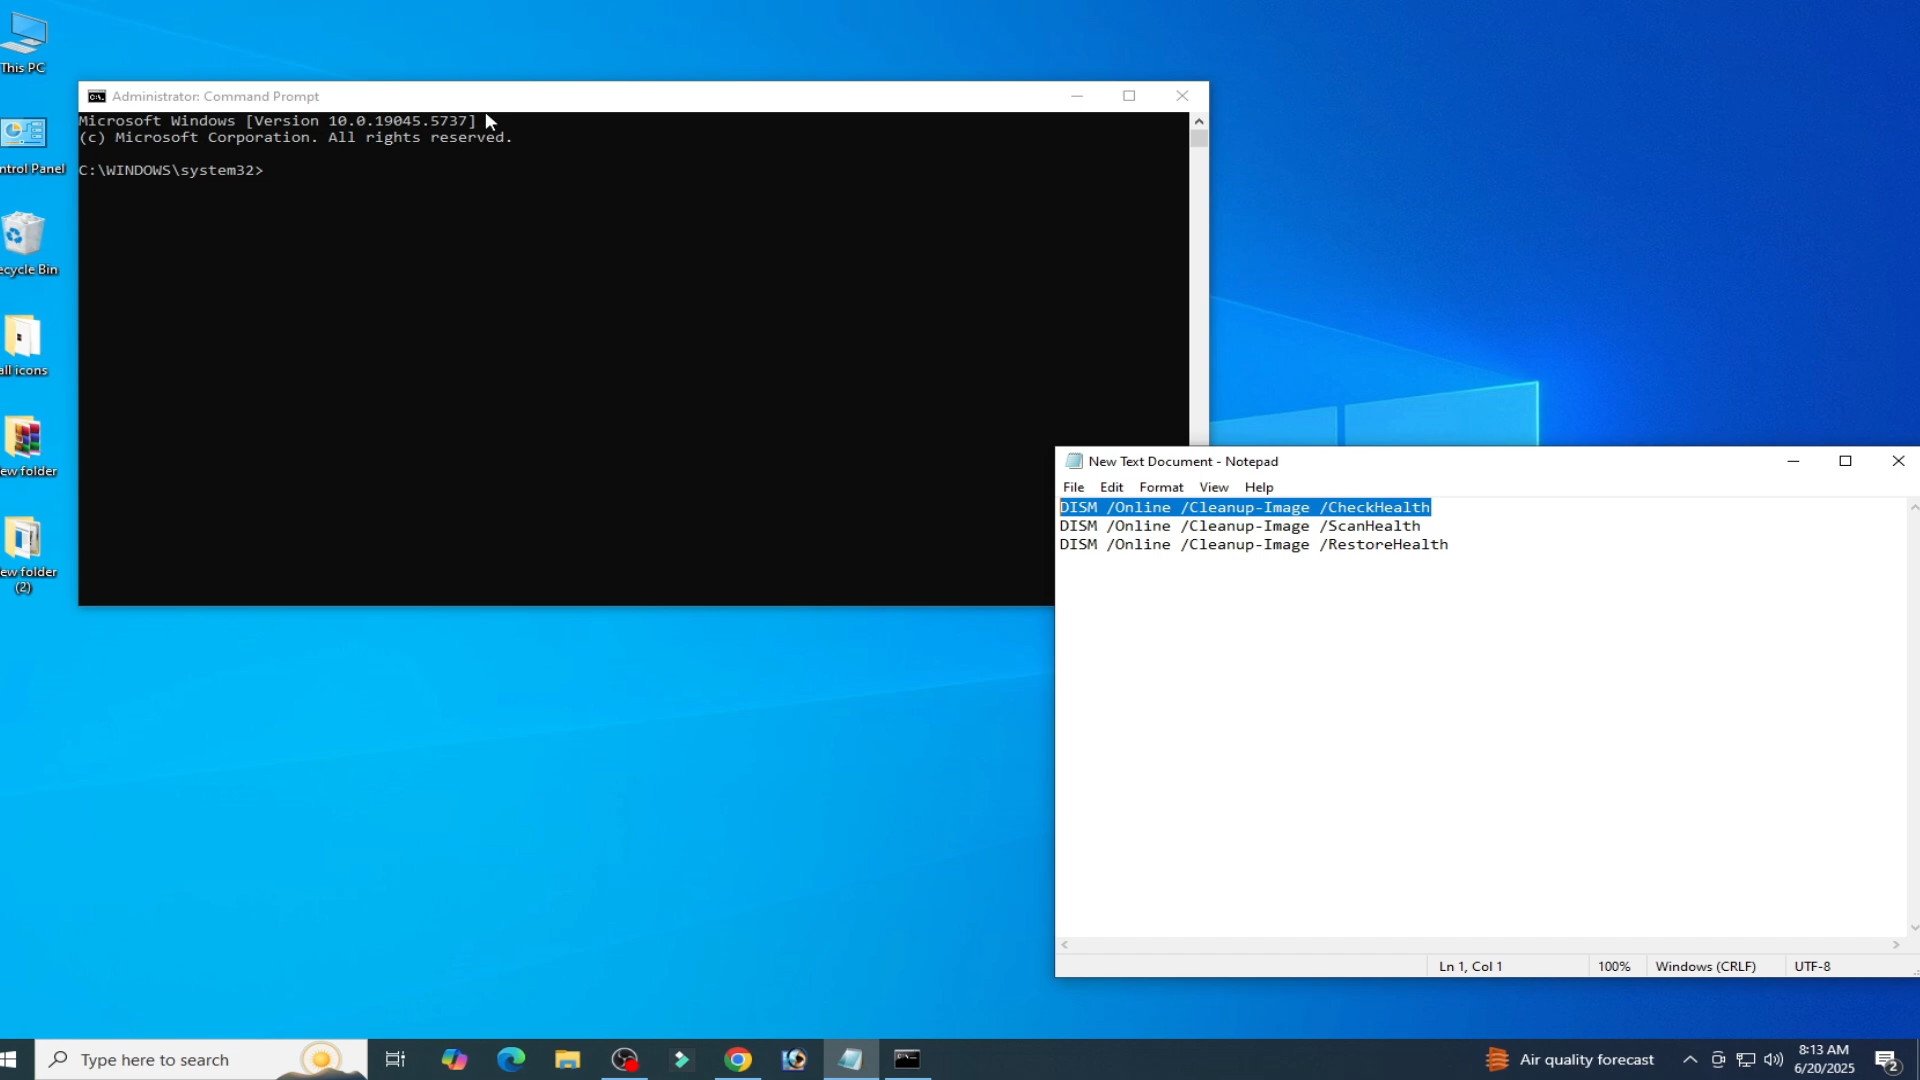 This PC
ntrol Panel
ecycle Bin
all icons
ew folder
ew folder
(2)
Administrator: Command Prompt
Microsoft Windows [Version 10.0.19045.5737]
(c) Microsoft Corporation. All rights reserved.
C:\WINDOWS\system32>
New Text Document - Notepad
File Edit Format View Help
DISM /Online /Cleanup-Image /CheckHealth
DISM /Online /Cleanup-Image /ScanHealth
DISM /Online /Cleanup-Image /RestoreHealth
Ln 1, Col 1 100% Windows (CRLF) UTF-8
Type here to search
Air quality forecast
8:13 AM
6/20/2025
2